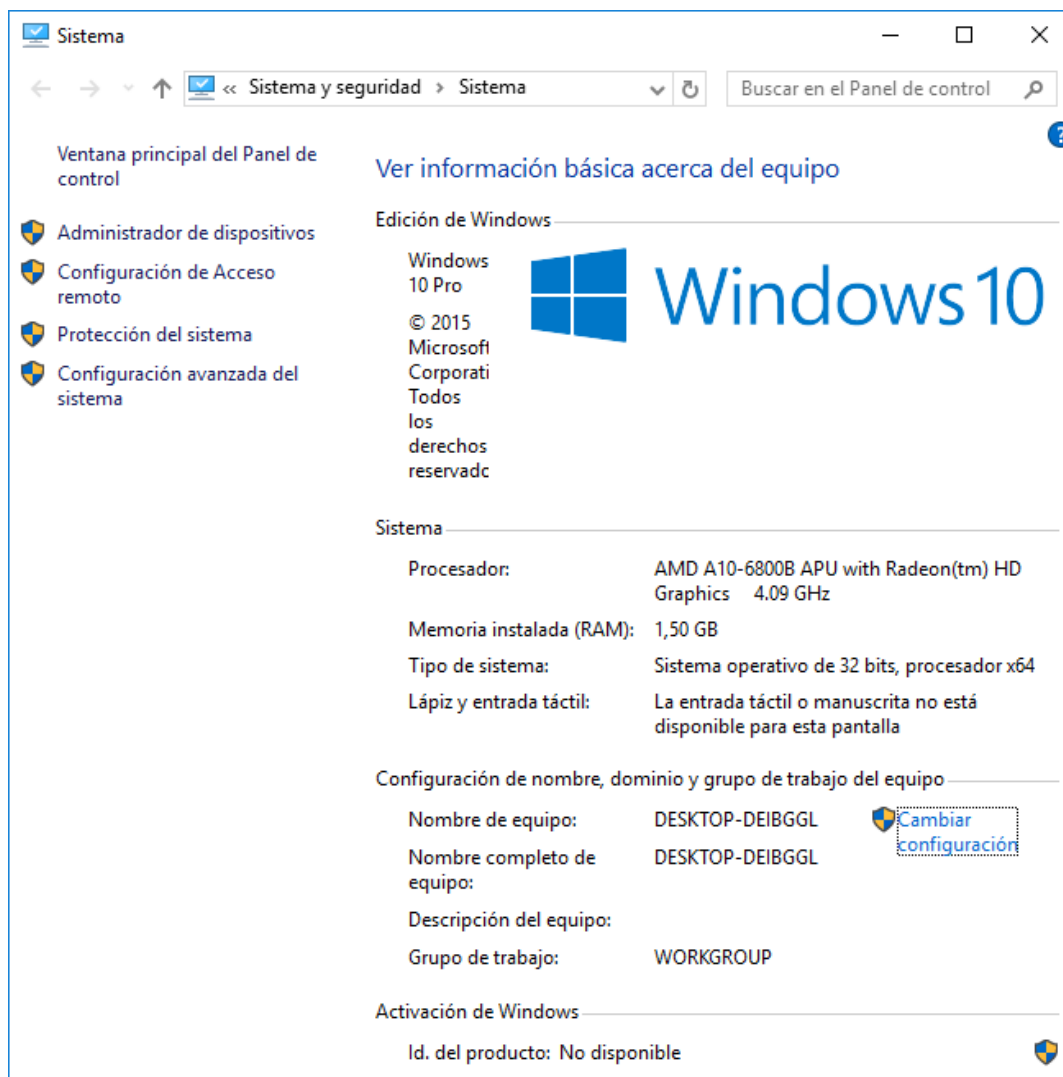 Sistema
« Sistema y seguridad › Sistema
Buscar en el Panel de control
Ventana principal del Panel de
control
Administrador de dispositivos
Configuración de Acceso
remoto
Protección del sistema
Configuración avanzada del
sistema
?
Ver información básica acerca del equipo
Edición de Windows
Windows
10 Pro
© 2015
Microsoft
Corporati
Todos
los
derechos
reservadc
Windows 10
Sistema
Procesador: AMD A10-6800B APU with Radeon(tm) HD
Graphics 4.09 GHz
Memoria instalada (RAM): 1,50 GB
Tipo de sistema: Sistema operativo de 32 bits, procesador x64
Lápiz y entrada táctil: La entrada táctil o manuscrita no está
disponible para esta pantalla
Configuración de nombre, dominio y grupo de trabajo del equipo
Nombre de equipo: DESKTOP-DEIBGGL Cambiar
configuración
Nombre completo de DESKTOP-DEIBGGL
equipo:
Descripción del equipo:
Grupo de trabajo: WORKGROUP
Activación de Windows
Id. del producto: No disponible